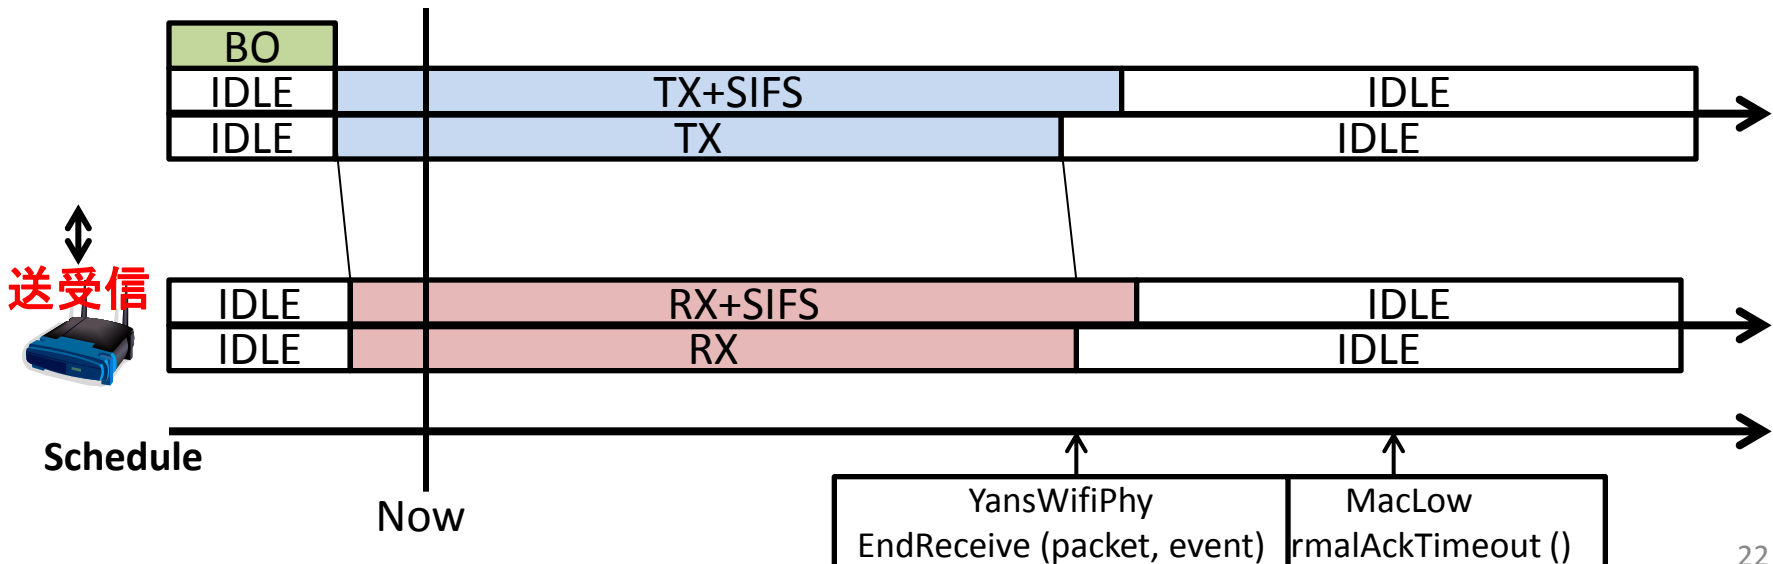 BO
IDLE TX+SIFS IDLE
IDLE TX IDLE
送受信
IDLE RX+SIFS IDLE
IDLE RX IDLE
Schedule
Now
YansWifiPhy
EndReceive (packet, event)
MacLow
rmalAckTimeout ()
22